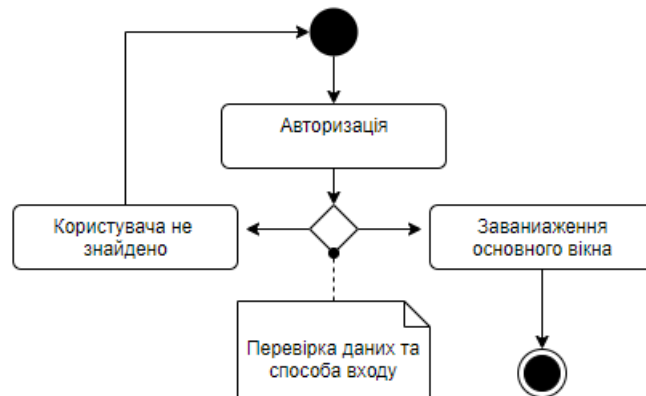 Авторизація
Користувача не
знайдено
Заваниаження
основного вікна
Перевірка даних та
способа входу